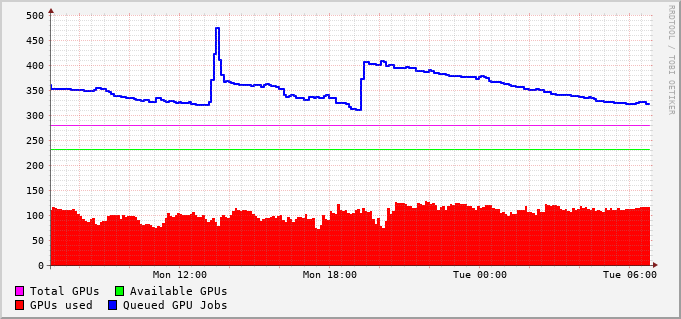 500
450
400
350
300
250
200
150
100
50
0
Mon 12:00 Mon 18:00 Tue 00:00 Tue 06:00
Total GPUs Available GPUs
GPUs used Queued GPU Jobs
RRDTOOL / TOBI OETIKER